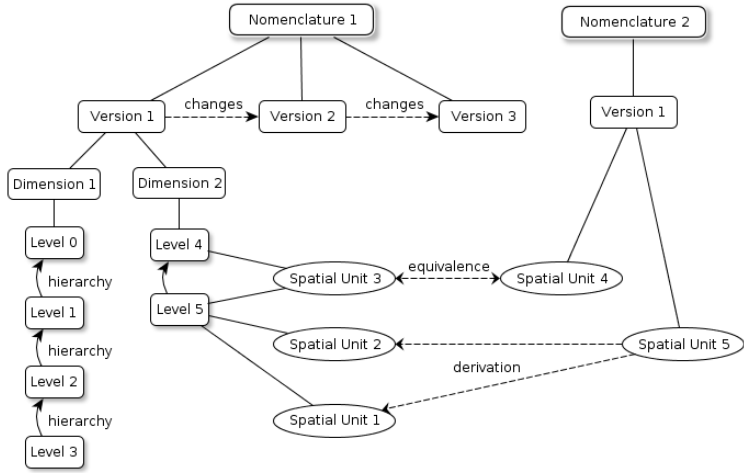 Nomenclature 1
Nomenclature 2
changes
changes
Version 1
Version 2
Version 3
Version 1
Dimension 1
Dimension 2
Level 0
Level 4
equivalence
hierarchy
Spatial Unit 3
Spatial Unit 4
Level 1
Level 5
hierarchy
Spatial Unit 2
Spatial Unit 5
derivation
Level 2
hierarchy
Spatial Unit 1
Level 3